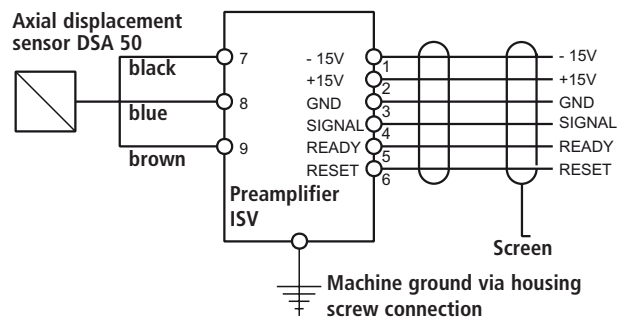 Axial displacement
sensor DSA 50
black
blue
brown
7
8
9
- 15V
+15V
GND
SIGNAL
READY
RESET
1
2
3
4
5
6
Preamplifier
ISV
- 15V
+15V
GND
SIGNAL
READY
RESET
Screen
Machine ground via housing
screw connection